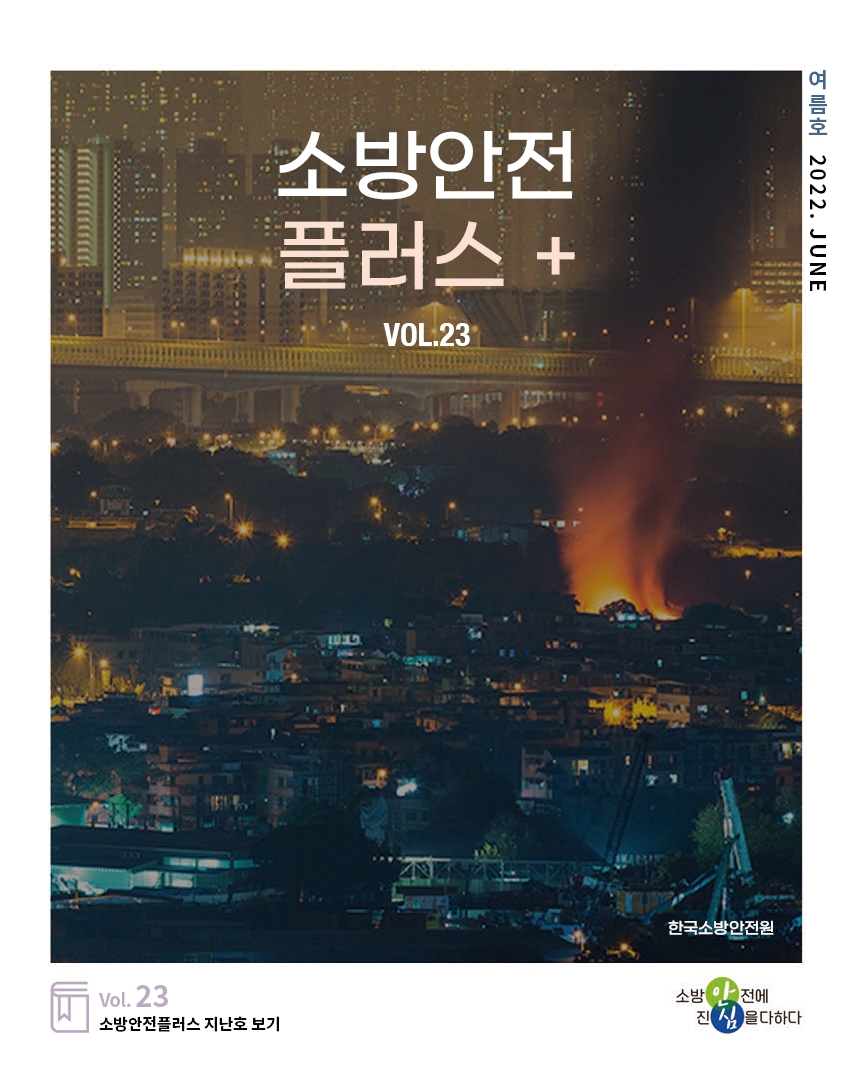 소방안전
플러스 +
VOL.23
여름호 2022. JUNE
한국소방안전원
Vol. 23
소방안전플러스 지난호 보기
소방안전에
진심을다하다